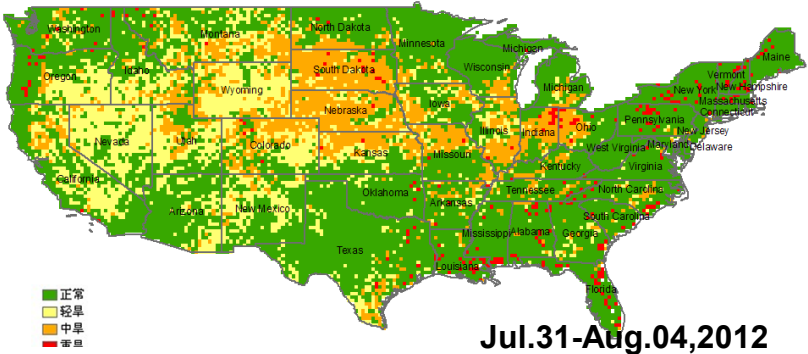 Washington
Montana
North Dakota
Minnesota
Michigan
Maine
Oregon
Idaho
South Dakota
Wisconsin
Vermont
New Hampshire
Wyoming
Michigan
New York
Massachusetts
Connecticut
Nebraska
Iowa
Pennsylvania
Nevada
Utah
Colorado
Kansas
Missouri
Illinois
Indiana
Ohio
New Jersey
West Virginia
Maryland
Delaware
California
Kentucky
Virginia
Arizona
New Mexico
Oklahoma
Arkansas
Tennessee
North Carolina
South Carolina
Texas
Mississippi
Alabama
Georgia
Louisiana
Florida
正常
轻旱
中旱
Jul.31-Aug.04,2012